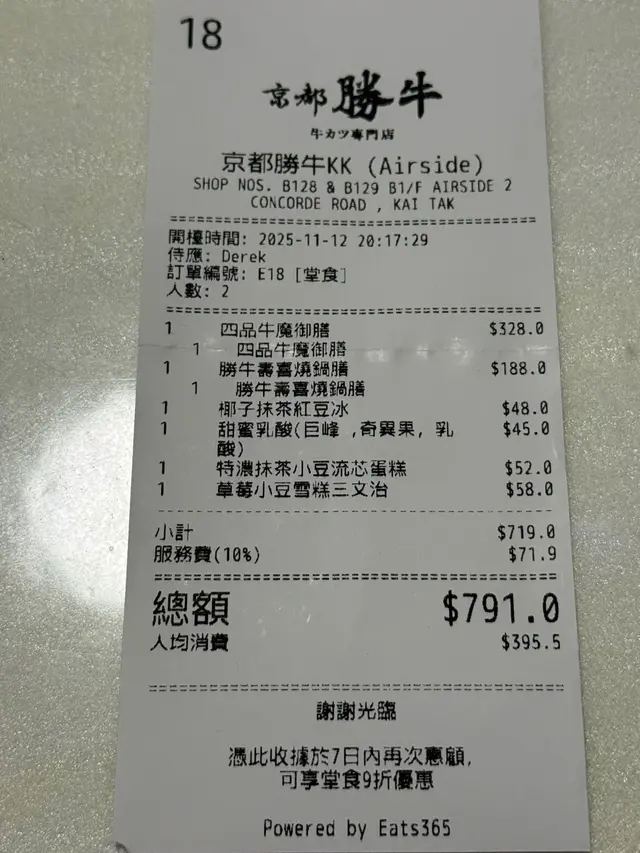 18
京都勝牛
牛カツ専門店
京都勝牛KK (Airside)
SHOP NOS. B128 & B129 B1/F AIRSIDE 2
CONCORDE ROAD , KAI TAK
開檯時間: 2025-11-12 20:17:29
侍應: Derek
訂單編號: E18 [堂食]
人數: 2
1 四品牛魔御膳 $328.0
1 四品牛魔御膳
1 勝牛壽喜燒鍋膳 $188.0
1 勝牛壽喜燒鍋膳
1 椰子抹茶紅豆冰 $48.0
1 甜蜜乳酸(巨峰 ,奇異果, 乳 $45.0
酸)
1 特濃抹茶小豆流芯蛋糕 $52.0
1 草莓小豆雪糕三文治 $58.0
小計 $719.0
服務費(10%) $71.9
總額 $791.0
人均消費 $395.5
謝謝光臨
憑此收據於7日內再次惠顧,
可享堂食9折優惠
Powered by Eats365